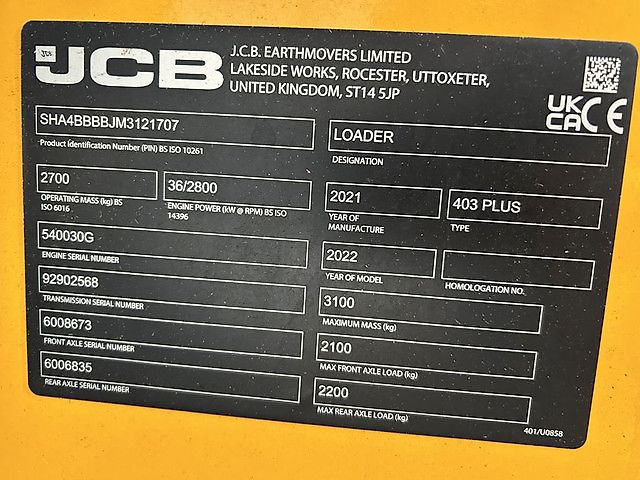 JCB
J.C.B. EARTHMOVERS LIMITED
LAKESIDE WORKS, ROCESTER, UTTOXETER,
UNITED KINGDOM, ST14 5JP
UK
CA
CE
SHA4BBBBJM3121707
Product Identification Number (PIN) BS ISO 10261
LOADER
DESIGNATION
2700
OPERATING MASS (kg) BS
ISO 6016
36/2800
ENGINE POWER (kW @ RPM) BS ISO
14396
2021
YEAR OF
MANUFACTURE
403 PLUS
TYPE
540030G
ENGINE SERIAL NUMBER
2022
YEAR OF MODEL
HOMOLOGATION NO.
92902568
TRANSMISSION SERIAL NUMBER
3100
MAXIMUM MASS (kg)
6008673
FRONT AXLE SERIAL NUMBER
2100
MAX FRONT AXLE LOAD (kg)
6006835
REAR AXLE SERIAL NUMBER
2200
MAX REAR AXLE LOAD (kg)
401/U0858